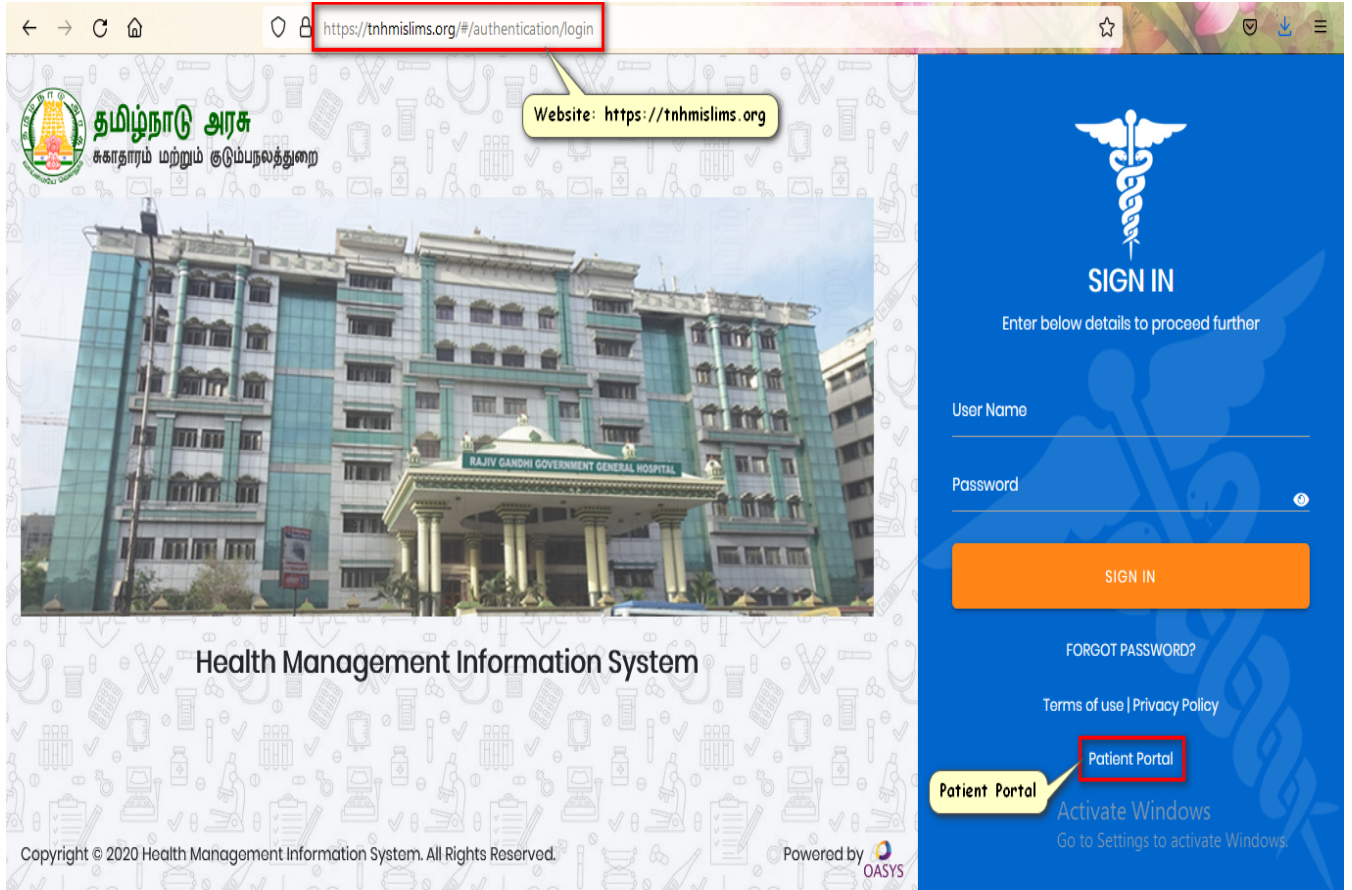 https://tnhmislims.org/#/authentication/login
Website: https://tnhmislims.org
தமிழ்நாடு அரசு
சுகாதாரம் மற்றும் குடும்பநலத்துறை
RAJIV GANDHI GOVERNMENT GENERAL HOSPITAL
Health Management Information System
Copyright © 2020 Health Management Information System. All Rights Reserved.
Powered by
OASYS
SIGN IN
Enter below details to proceed further
User Name
Password
SIGN IN
FORGOT PASSWORD?
Terms of use | Privacy Policy
Patient Portal
Patient Portal
Activate Windows
Go to Settings to activate Windows.